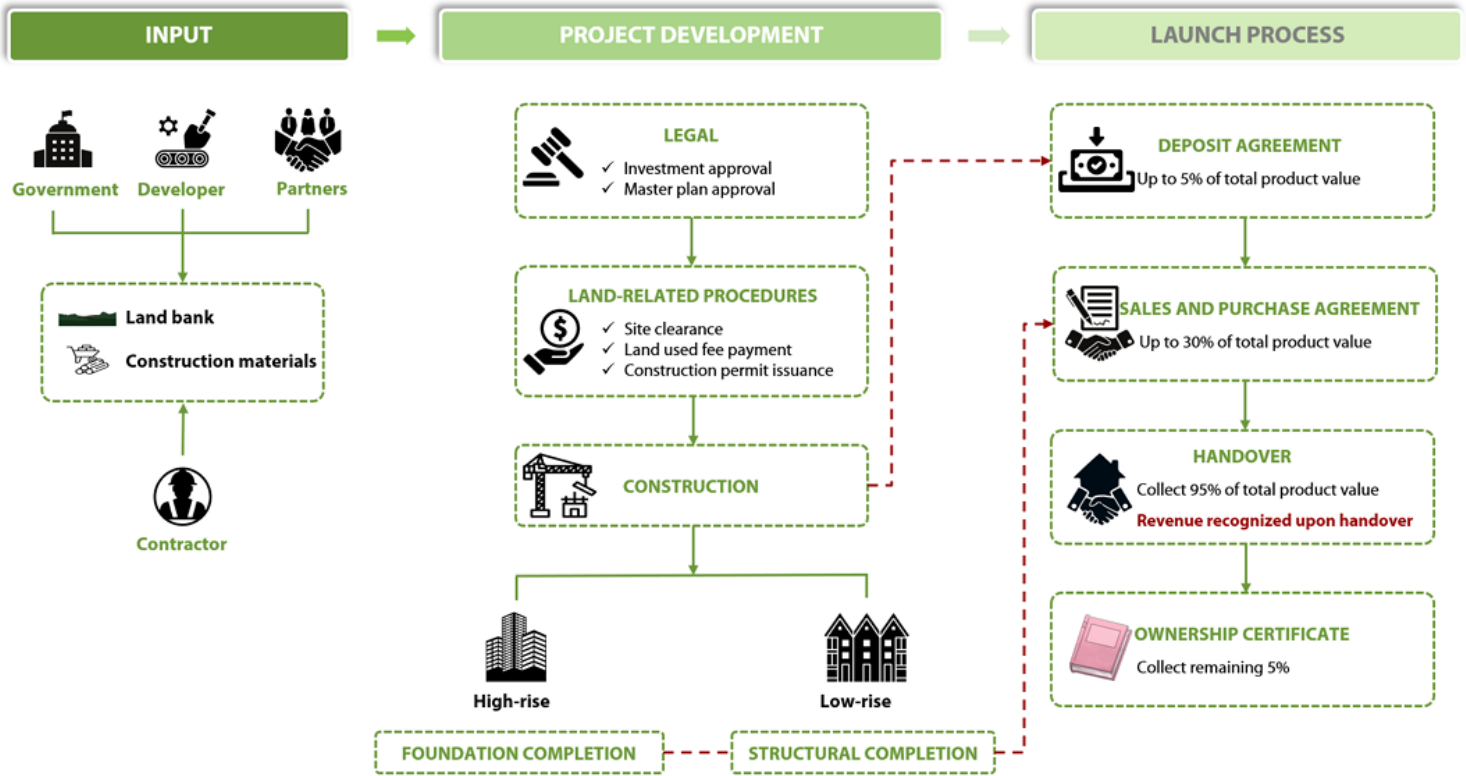 INPUT
PROJECT DEVELOPMENT
LAUNCH PROCESS
Government
Developer
Partners
Land bank
Construction materials
Contractor
LEGAL
✓ Investment approval
✓ Master plan approval
LAND-RELATED PROCEDURES
✓ Site clearance
✓ Land used fee payment
✓ Construction permit issuance
CONSTRUCTION
High-rise
Low-rise
FOUNDATION COMPLETION
STRUCTURAL COMPLETION
DEPOSIT AGREEMENT
Up to 5% of total product value
SALES AND PURCHASE AGREEMENT
Up to 30% of total product value
HANDOVER
Collect 95% of total product value
Revenue recognized upon handover
OWNERSHIP CERTIFICATE
Collect remaining 5%